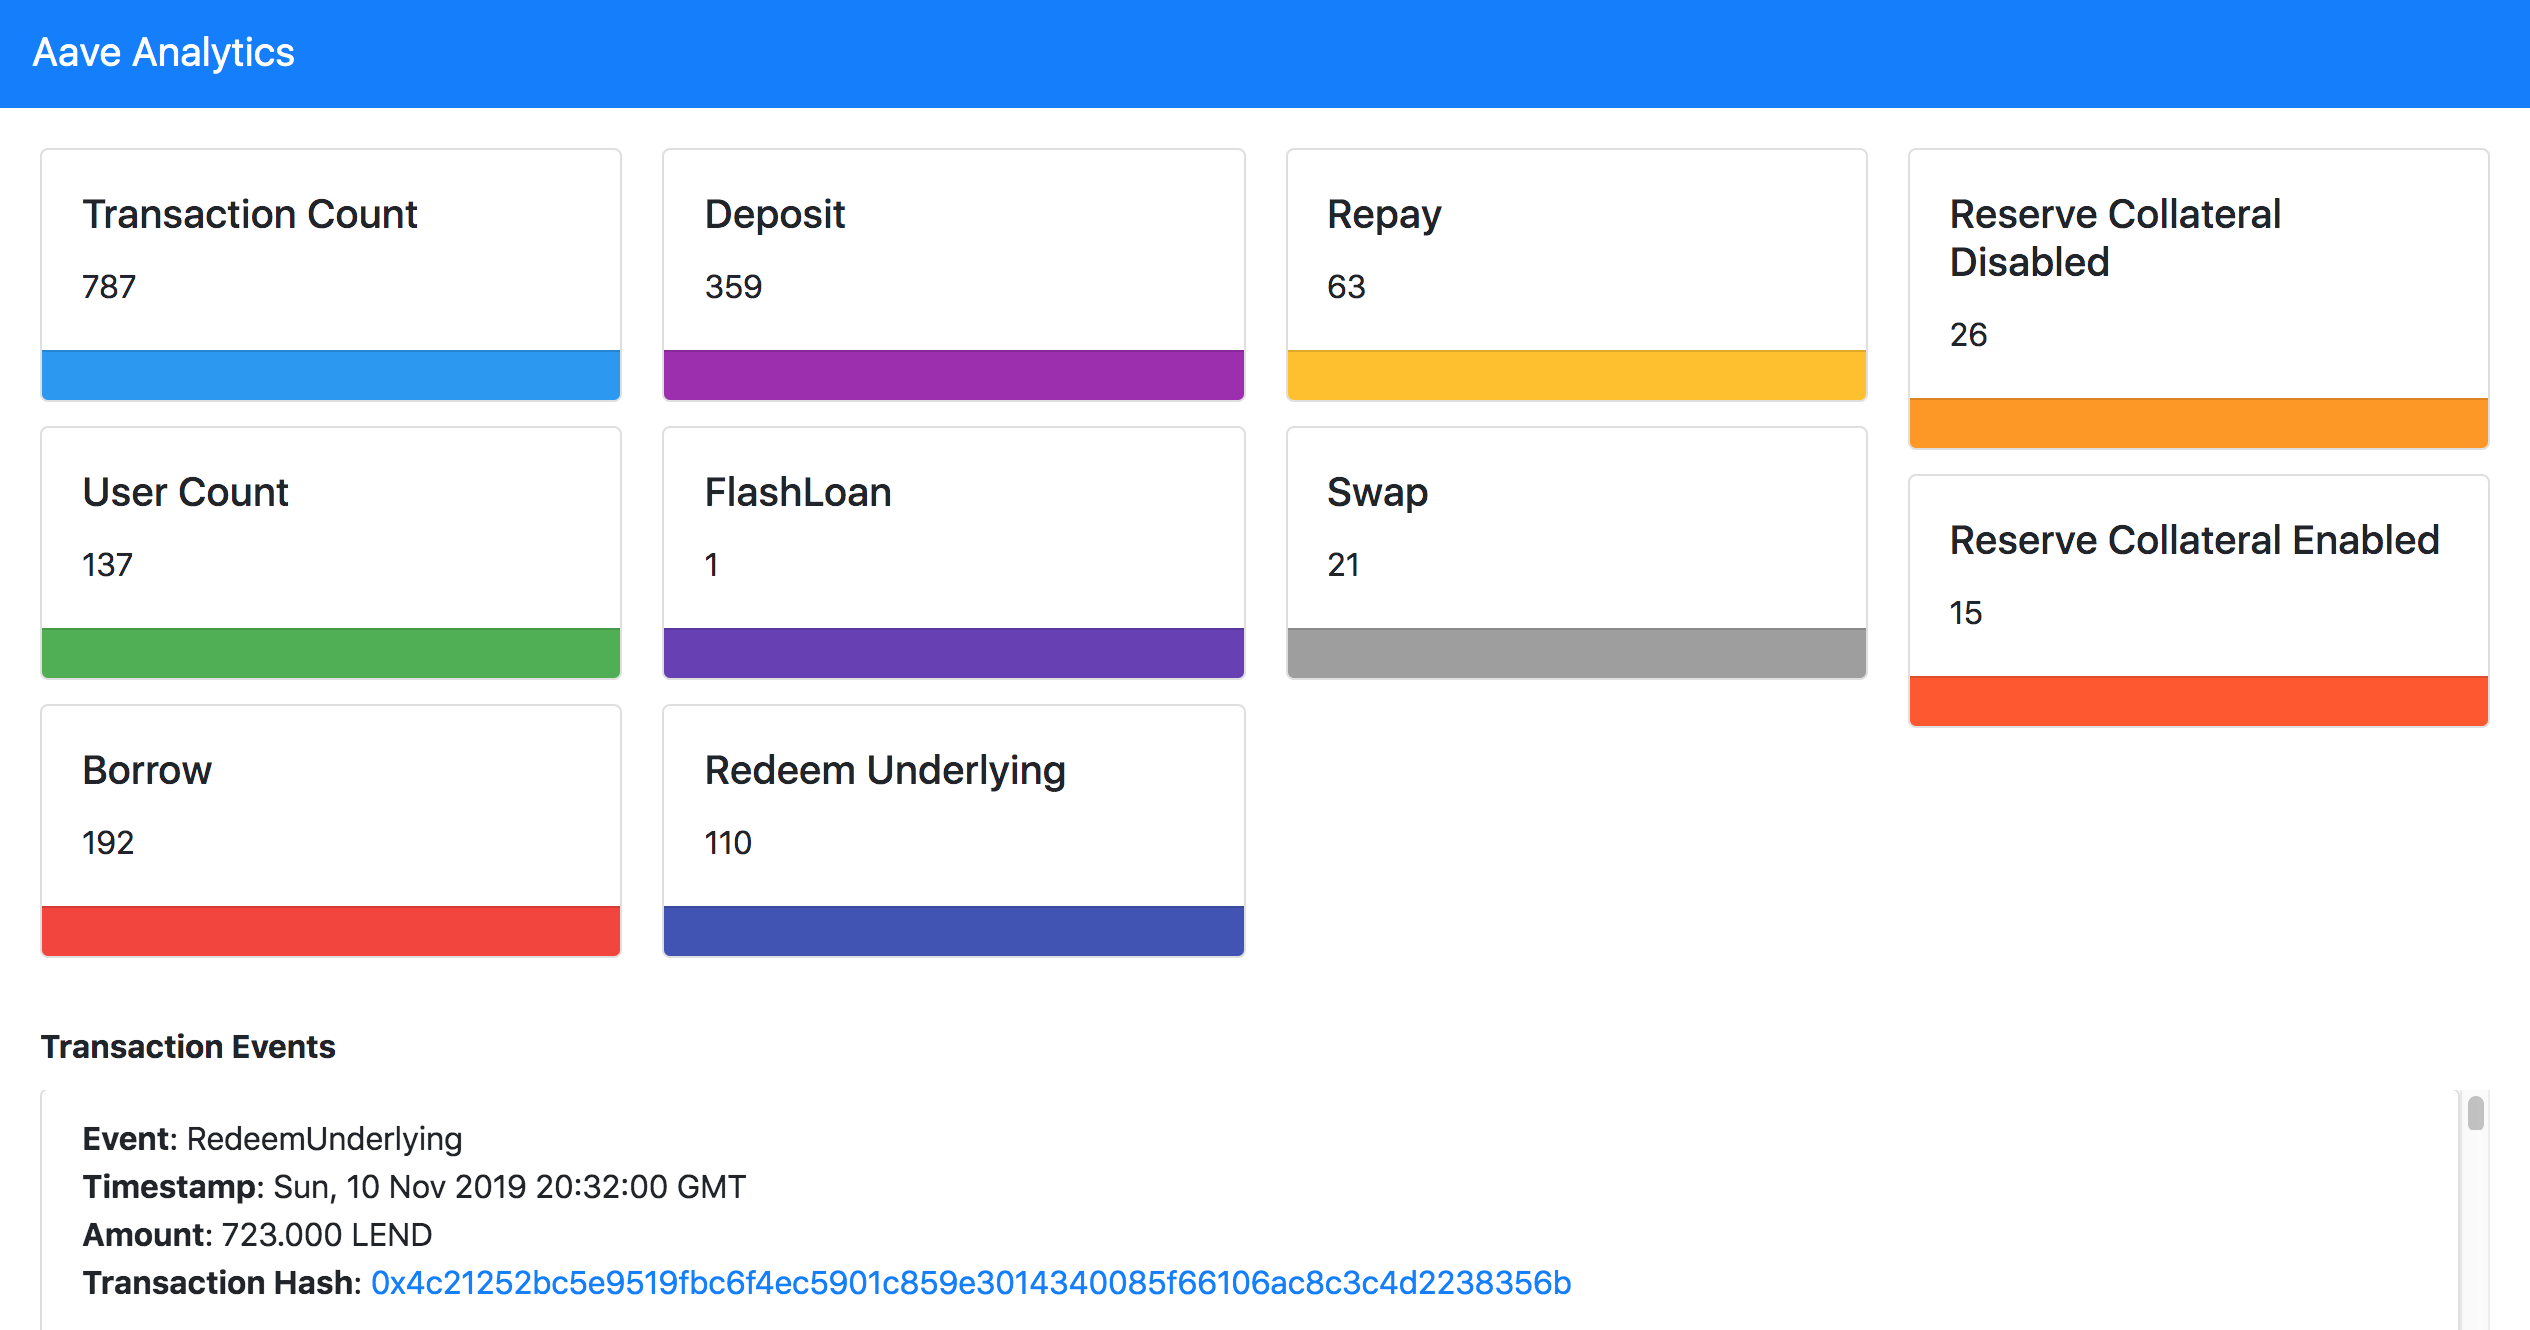 Aave Analytics
Transaction Count
787
Deposit
359
Repay
63
Reserve Collateral
Disabled
26
User Count
137
FlashLoan
1
Swap
21
Reserve Collateral Enabled
15
Borrow
192
Redeem Underlying
110
Transaction Events
Event: RedeemUnderlying
Timestamp: Sun, 10 Nov 2019 20:32:00 GMT
Amount: 723.000 LEND
Transaction Hash: 0x4c21252bc5e9519fbc6f4ec5901c859e3014340085f66106ac8c3c4d2238356b